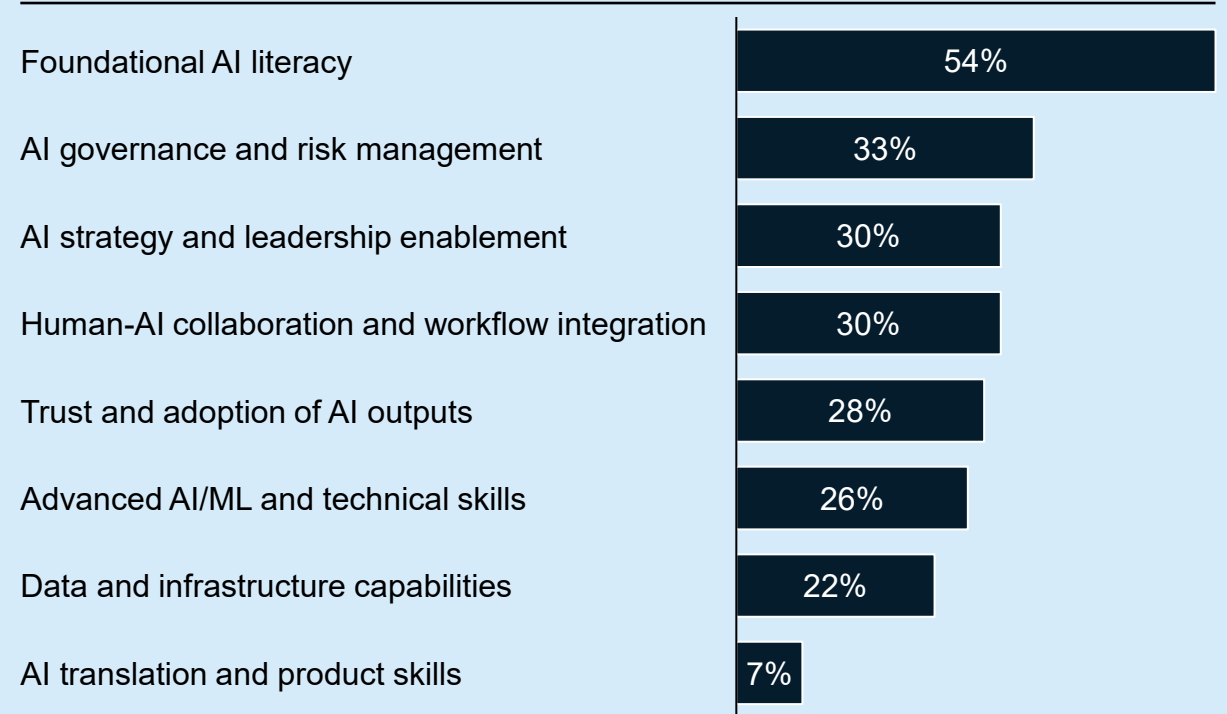 Foundational AI literacy 54%
AI governance and risk management 33%
AI strategy and leadership enablement 30%
Human-AI collaboration and workflow integration 30%
Trust and adoption of AI outputs 28%
Advanced AI/ML and technical skills 26%
Data and infrastructure capabilities 22%
AI translation and product skills 7%